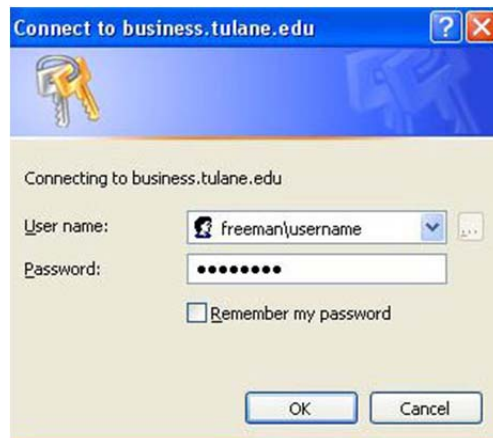 Connect to business.tulane.edu
Connecting to business.tulane.edu
User name:
freeman\username
...
Password:
••••••••
Remember my password
OK
Cancel